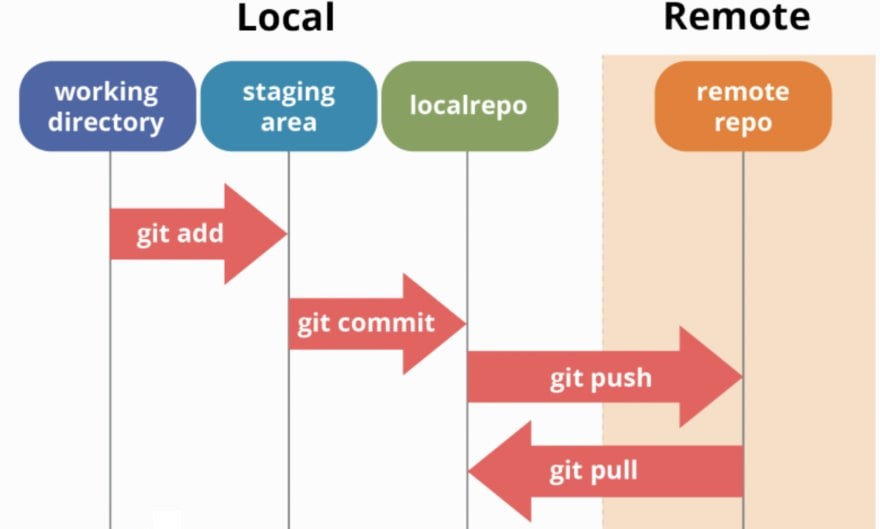 Local
Remote
working
directory
staging
area
localrepo
remote
repo
git add
git commit
git push
git pull